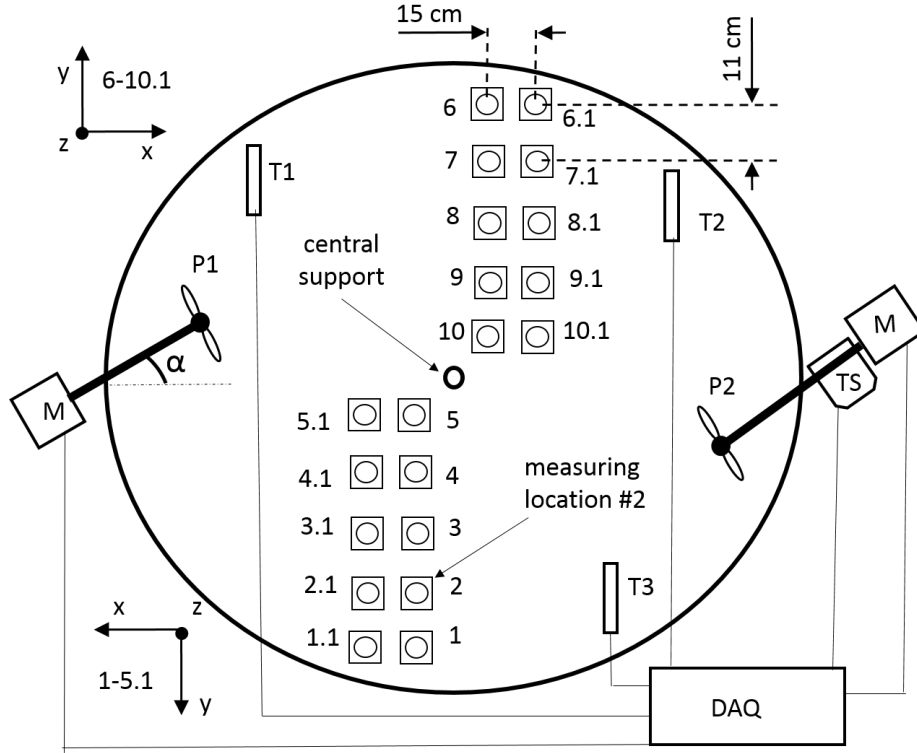 15 cm
11 cm
y
6-10.1
z
x
6
6.1
T1
7
7.1
8
8.1
T2
central
support
P1
9
9.1
10
10.1
α
M
M
TS
P2
5.1
5
4.1
4
measuring
location #2
3.1
3
2.1
2
T3
x
z
1.1
1
1-5.1
y
DAQ